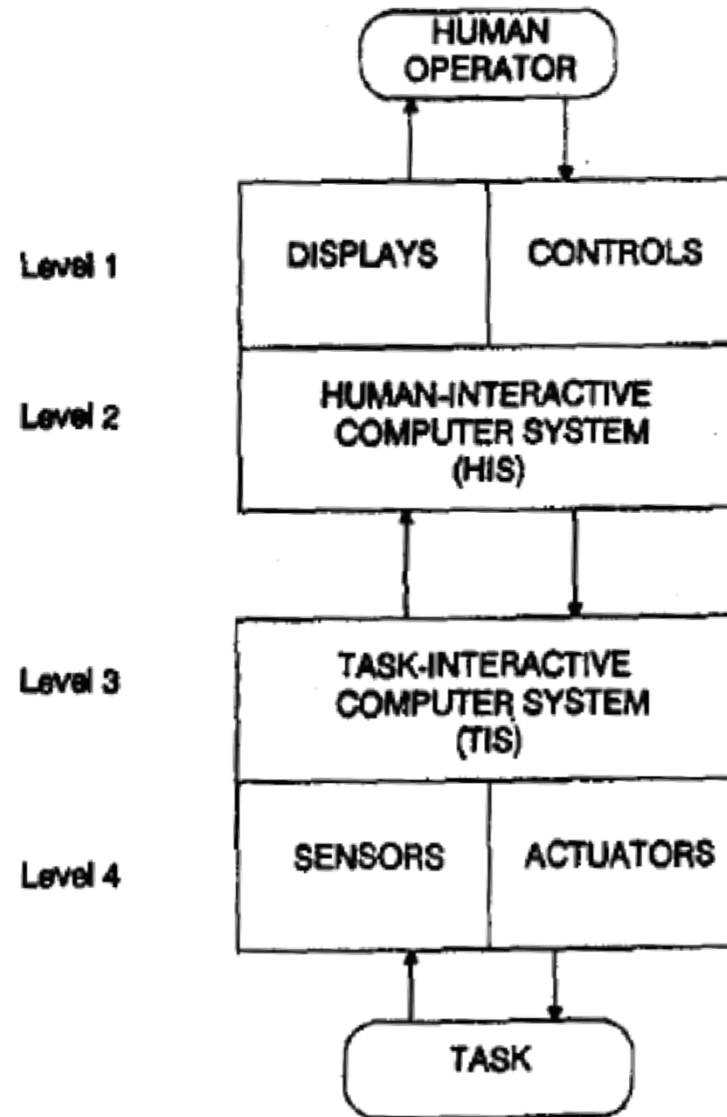 HUMAN
OPERATOR
Level 1
DISPLAYS
CONTROLS
Level 2
HUMAN-INTERACTIVE
COMPUTER SYSTEM
(HIS)
Level 3
TASK-INTERACTIVE
COMPUTER SYSTEM
(TIS)
Level 4
SENSORS
ACTUATORS
TASK